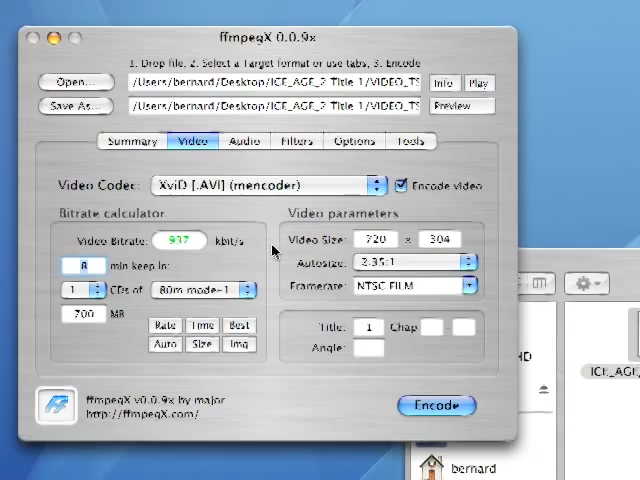 ffmpegX 0.0.9x
1. Drop file, 2. Select a Target format or use tabs, 3. Encode
Open... /Users/bernard/Desktop/ICE_AGE_2 Title 1/VIDEO_TS Info Play
Save As... /Users/bernard/Desktop/ICE_AGE_2 Title 1/VIDEO_TS Preview
Summary Video Audio Filters Options Tools
Video Codec: XviD [.AVI] (mencoder) Encode video
Bitrate calculator Video parameters
Video Bitrate: 937 kbit/s Video Size: 720 x 304
min keep in: Autosize: 2.35:1
1 CDs of 80m mode-1 Framerate: NTSC FILM
700 MB
Rate Time Best Title: 1 Chap -
Auto Size Img Angle:
HD
ICE_AGE_
ffmpegX v0.0.9x by major
http://ffmpegX.com/
Encode
bernard